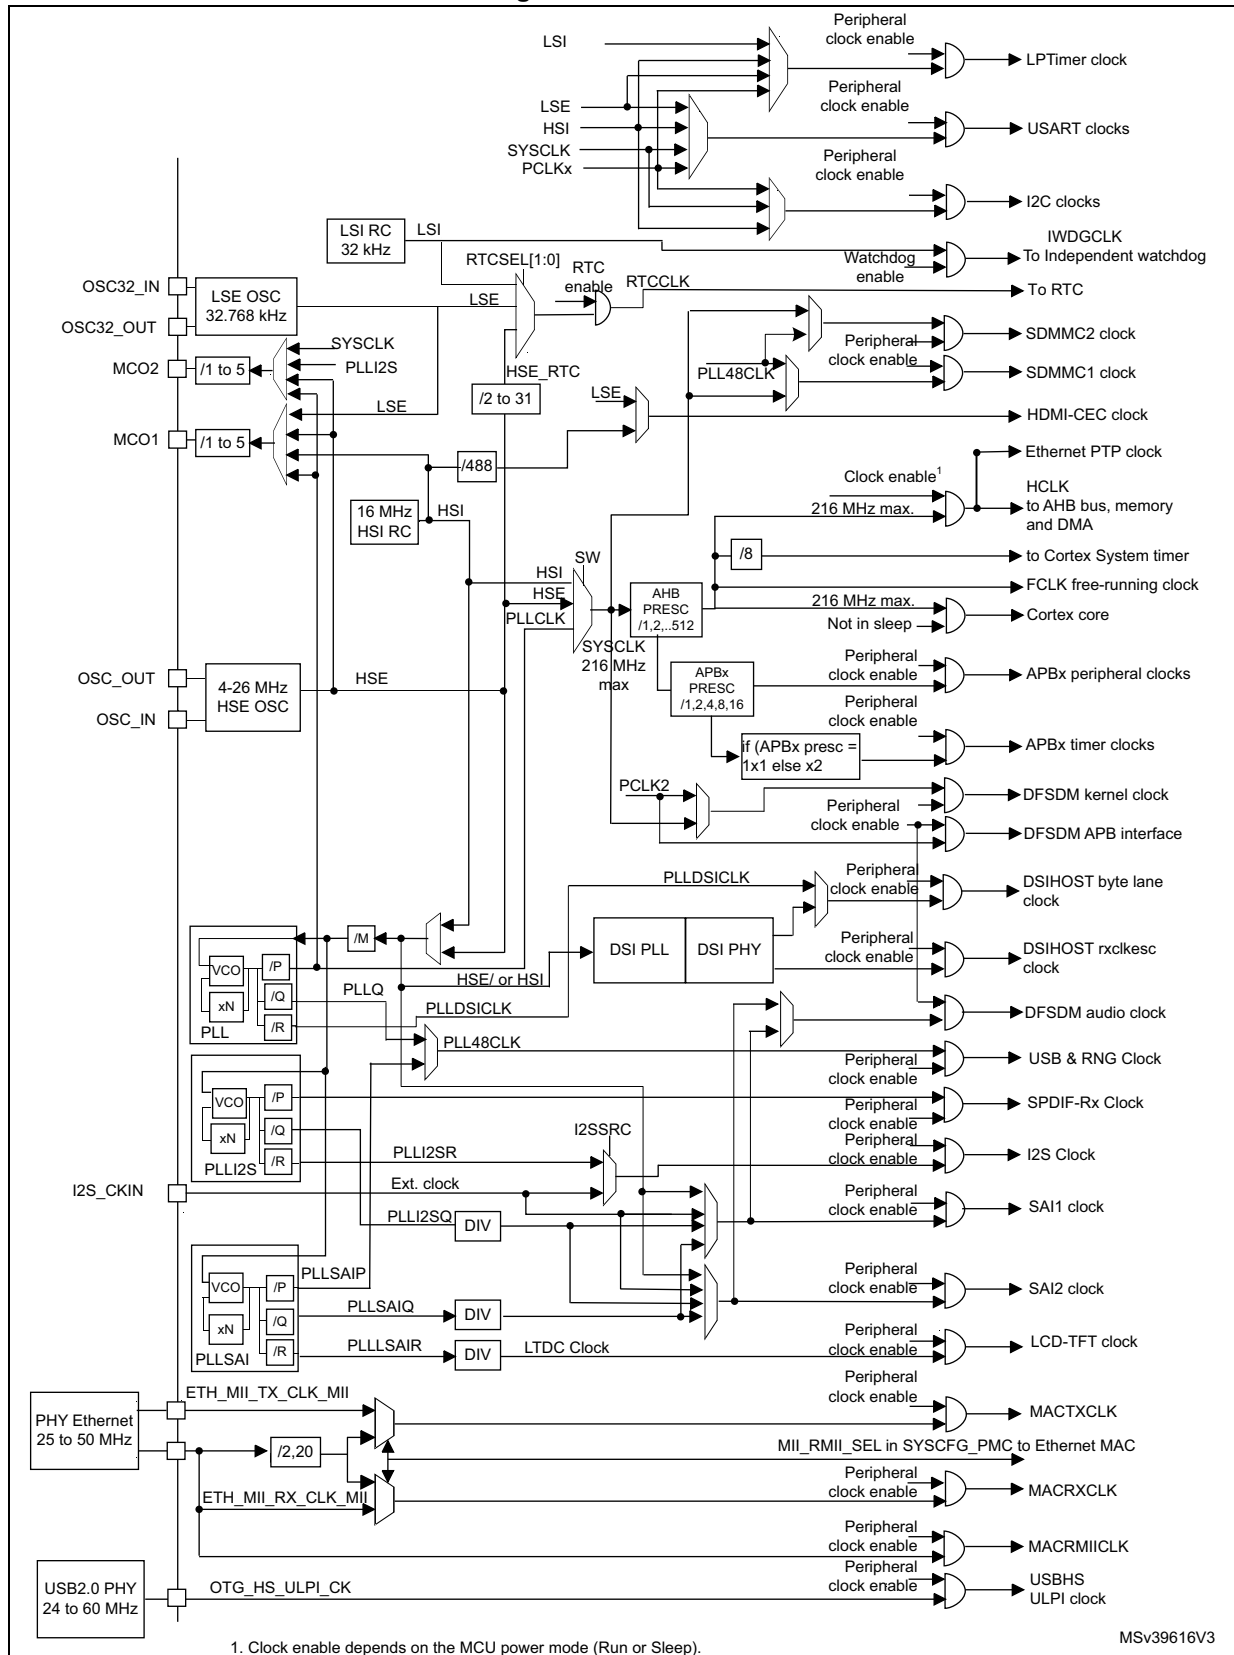 LSI
Peripheral
clock enable
LPTimer clock
LSE
HSI
SYSCLK
PCLKx
Peripheral
clock enable
USART clocks
Peripheral
clock enable
I2C clocks
LSI RC
32 kHz
LSI
IWDGCLK
To Independent watchdog
Watchdog
enable
RTCSEL[1:0]
RTC
enable
RTCCLK
To RTC
OSC32_IN
LSE OSC
32.768 kHz
OSC32_OUT
LSE
SYSCLK
MCO2
/1 to 5
PLLI2S
HSE_RTC
/2 to 31
SDMMC2 clock
Peripheral
clock enable
PLL48CLK
SDMMC1 clock
LSE
LSE
HDMI-CEC clock
MCO1
/1 to 5
/488
Ethernet PTP clock
Clock enable1
HCLK
to AHB bus, memory
and DMA
216 MHz max.
16 MHz
HSI RC
HSI
/8
to Cortex System timer
SW
HSI
HSE
PLLCLK
AHB
PRESC
/1,2,..512
FCLK free-running clock
216 MHz max.
Cortex core
Not in sleep
SYSCLK
216 MHz
max
OSC_OUT
4-26 MHz
HSE OSC
OSC_IN
HSE
APBx
PRESC
/1,2,4,8,16
Peripheral
clock enable
APBx peripheral clocks
Peripheral
clock enable
if (APBx presc =
1x1 else x2
APBx timer clocks
PCLK2
DFSDM kernel clock
Peripheral
clock enable
DFSDM APB interface
PLLDSICLK
Peripheral
clock enable
DSIHOST byte lane
clock
/M
DSI PLL
DSI PHY
Peripheral
clock enable
DSIHOST rxclkesc
clock
VCO
xN
/P
/Q
/R
PLL
HSE/ or HSI
PLLQ
PLLDSICLK
DFSDM audio clock
PLL48CLK
USB & RNG Clock
Peripheral
clock enable
VCO
xN
/P
/Q
/R
PLLI2S
SPDIF-Rx Clock
Peripheral
clock enable
I2SSRC
PLLI2SR
Peripheral
clock enable
I2S Clock
I2S_CKIN
Ext. clock
PLLI2SQ
DIV
Peripheral
clock enable
SAI1 clock
VCO
xN
/P
/Q
/R
PLLSAI
PLLSAIP
Peripheral
clock enable
SAI2 clock
PLLSAIQ
DIV
PLLLSAIR
DIV
LTDC Clock
Peripheral
clock enable
LCD-TFT clock
PHY Ethernet
25 to 50 MHz
ETH_MII_TX_CLK_MII
Peripheral
clock enable
MACTXCLK
/2,20
MII_RMII_SEL in SYSCFG_PMC to Ethernet MAC
ETH_MII_RX_CLK_MII
Peripheral
clock enable
MACRXCLK
Peripheral
clock enable
MACRMIICLK
USB2.0 PHY
24 to 60 MHz
OTG_HS_ULPI_CK
Peripheral
clock enable
USBHS
ULPI clock
1. Clock enable depends on the MCU power mode (Run or Sleep).
MSv39616V3